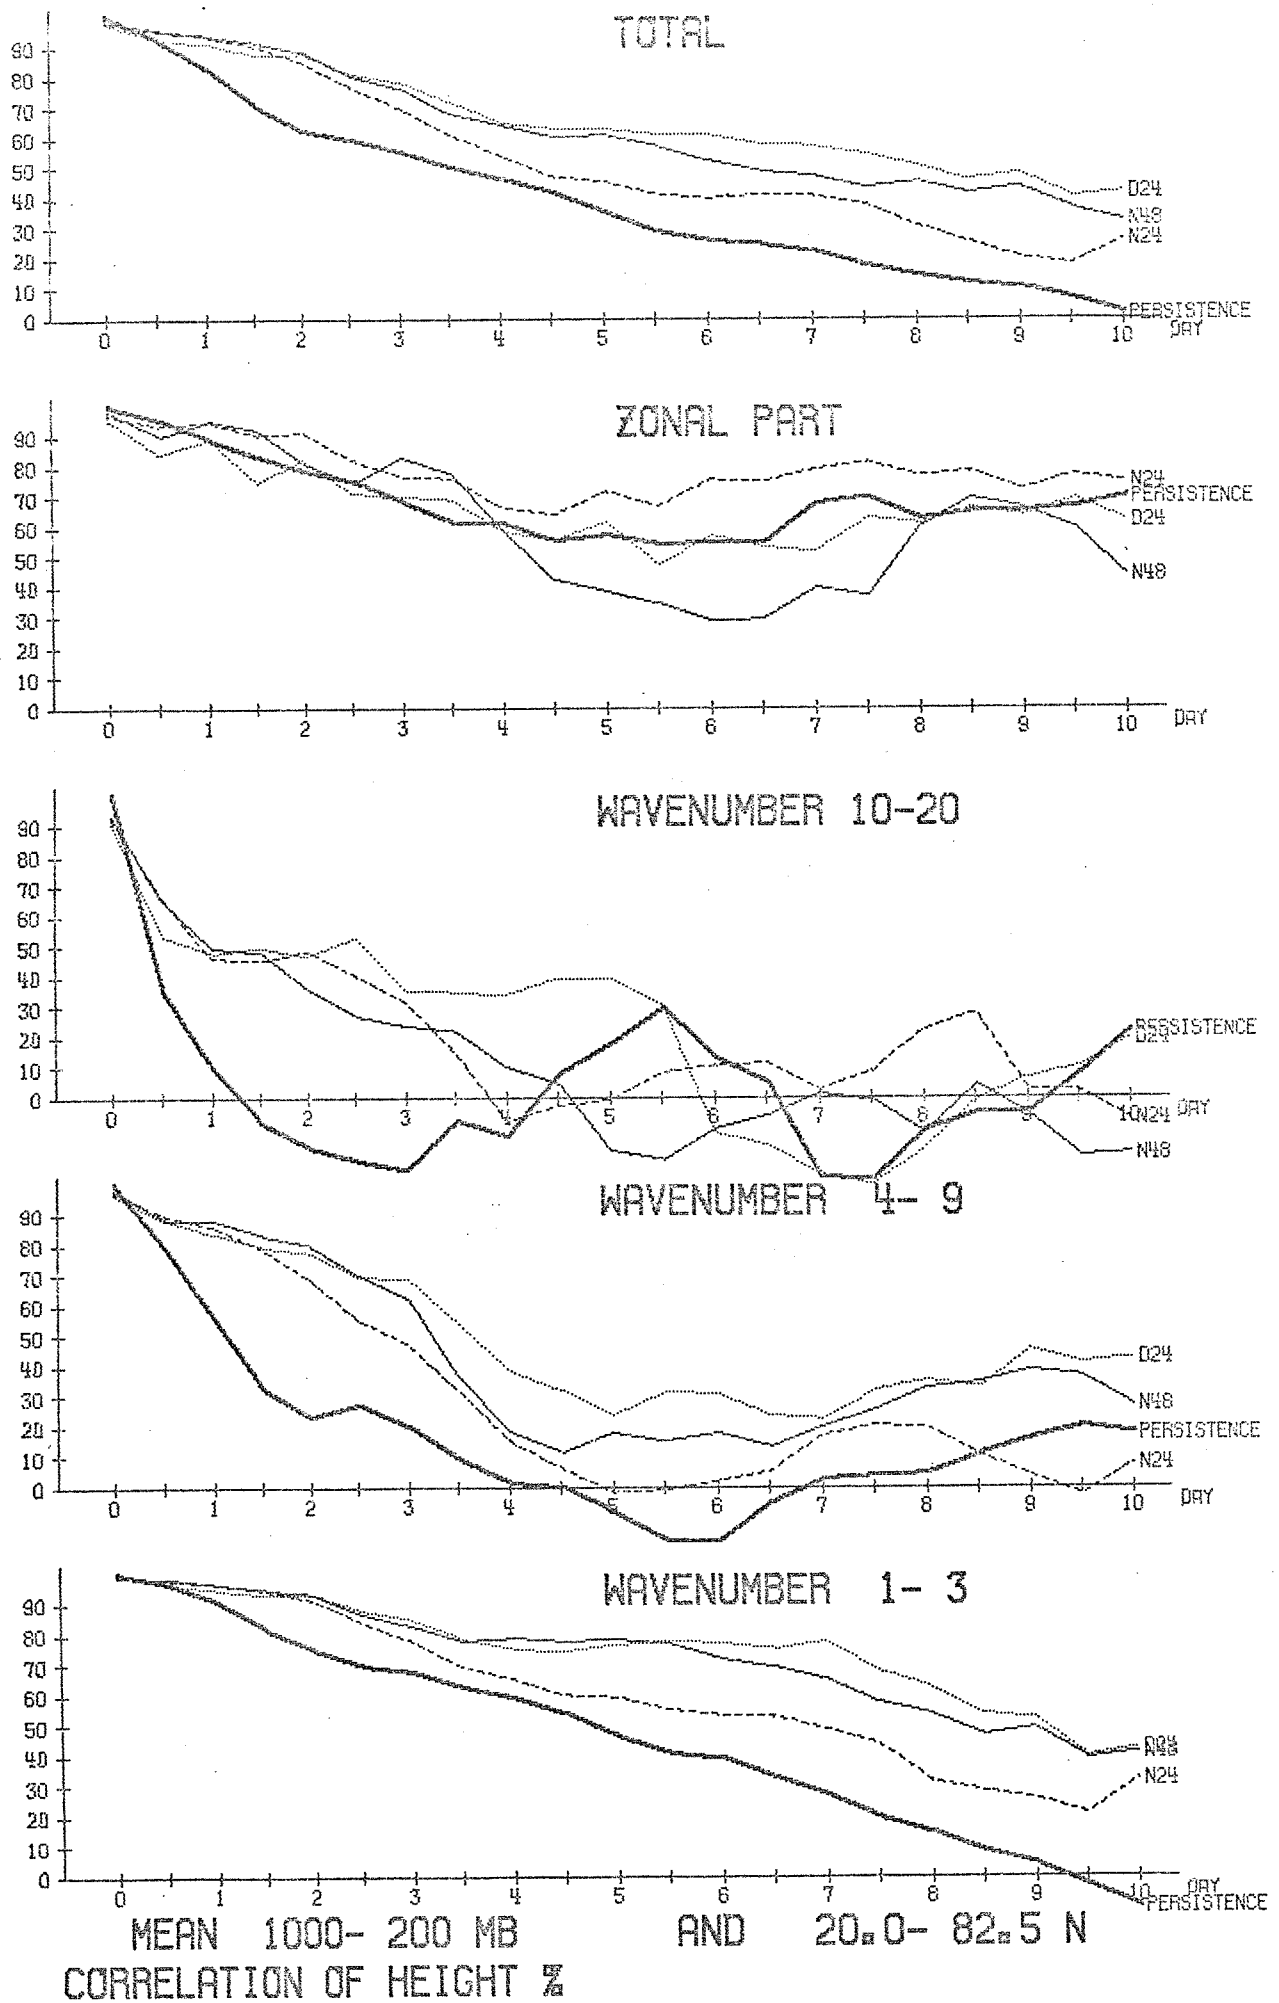 TOTAL
90
80
70
60
50
40
30
20
10
0
D24
N48
N24
PERSISTENCE
0 1 2 3 4 5 6 7 8 9 10 DAY
ZONAL PART
90
80
70
60
50
40
30
20
10
0
N24
PERSISTENCE
D24
N48
0 1 2 3 4 5 6 7 8 9 10 DAY
WAVENUMBER 10-20
90
80
70
60
50
40
30
20
10
0
PERSISTENCE
D24
0 1 2 3 4 5 6 7 8 9 10 DAY
N24
N48
WAVENUMBER 4- 9
90
80
70
60
50
40
30
20
10
0
D24
N48
PERSISTENCE
N24
0 1 2 3 4 5 6 7 8 9 10 DAY
WAVENUMBER 1- 3
90
80
70
60
50
40
30
20
10
0
D24
N48
N24
0 1 2 3 4 5 6 7 8 9 10 DAY
PERSISTENCE
MEAN 1000- 200 MB AND 20.0- 82.5 N
CORRELATION OF HEIGHT %